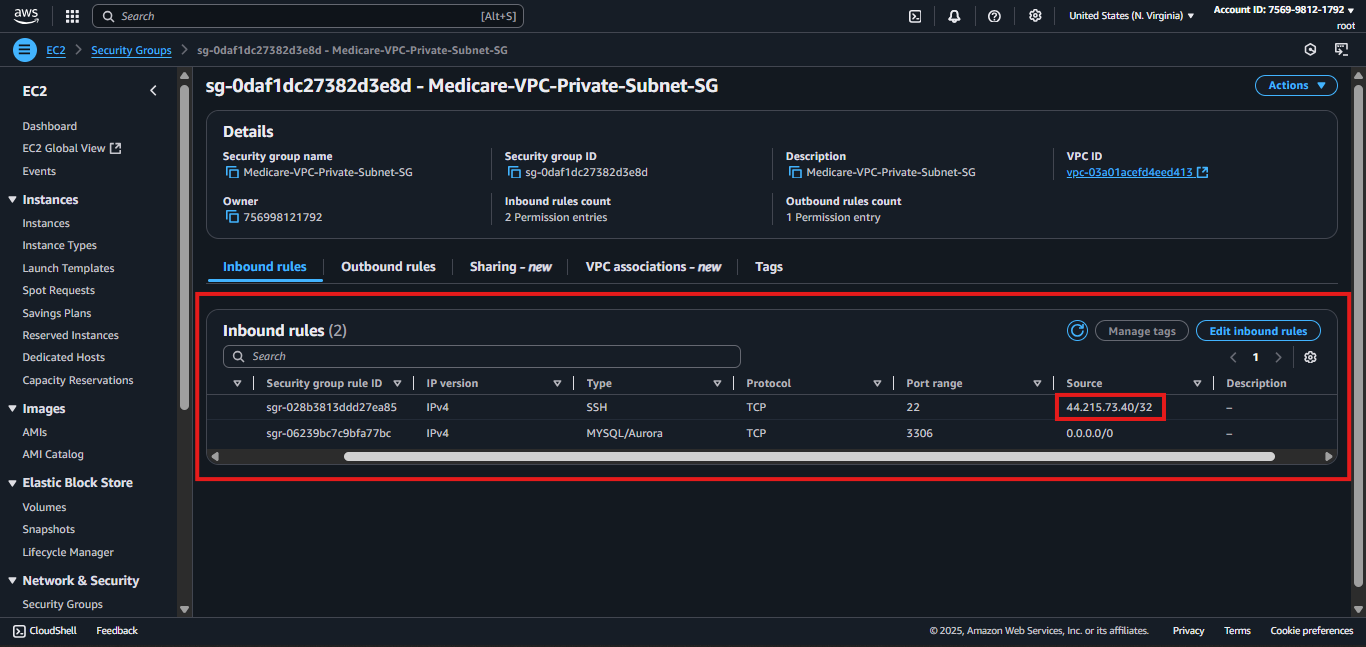 aws
Search
[Alt+S]
United States (N. Virginia)
Account ID: 7569-9812-1792
root
EC2
Security Groups
sg-0daf1dc27382d3e8d - Medicare-VPC-Private-Subnet-SG
EC2
Dashboard
EC2 Global View
Events
Instances
Instances
Instance Types
Launch Templates
Spot Requests
Savings Plans
Reserved Instances
Dedicated Hosts
Capacity Reservations
Images
AMIs
AMI Catalog
Elastic Block Store
Volumes
Snapshots
Lifecycle Manager
Network & Security
Security Groups
sg-0daf1dc27382d3e8d - Medicare-VPC-Private-Subnet-SG
Actions
Details
Security group name
Medicare-VPC-Private-Subnet-SG
Security group ID
sg-0daf1dc27382d3e8d
Description
Medicare-VPC-Private-Subnet-SG
VPC ID
vpc-03a01acefd4eed413
Owner
756998121792
Inbound rules count
2 Permission entries
Outbound rules count
1 Permission entry
Inbound rules
Outbound rules
Sharing - new
VPC associations - new
Tags
Inbound rules (2)
Manage tags
Edit inbound rules
Search
1
Security group rule ID IP version Type Protocol Port range Source Description
sgr-028b3813ddd27ea85 IPv4 SSH TCP 22 44.215.73.40/32 –
sgr-06239bc7c9bfa77bc IPv4 MYSQL/Aurora TCP 3306 0.0.0.0/0 –
CloudShell
Feedback
© 2025, Amazon Web Services, Inc. or its affiliates.
Privacy
Terms
Cookie preferences